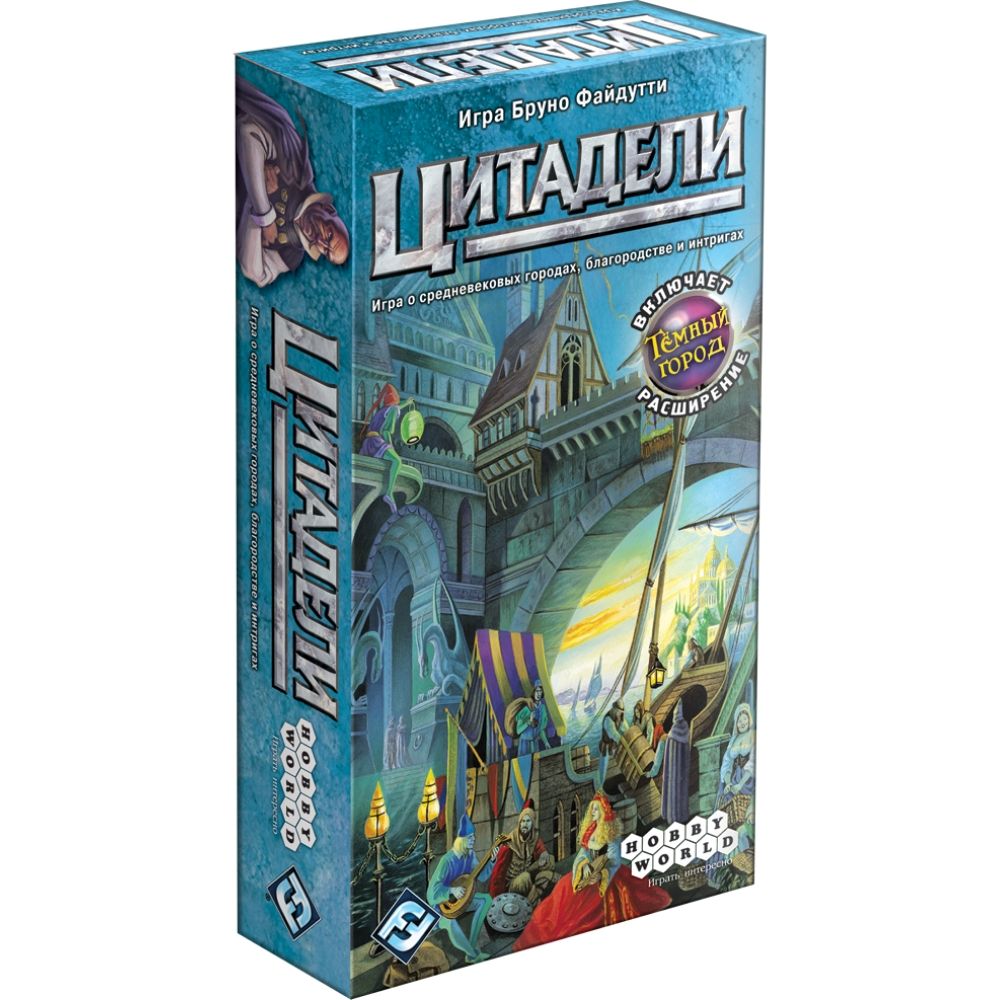 ЦИТАДЕЛИ
Игра Бруно Файдутти
ЦИТАДЕЛИ
Игра о средневековых городах, благородстве и интригах
ВКЛЮЧАЕТ
ТЁМНЫЙ
ГОРОД
РАСШИРЕНИЕ
HOBBY
WORLD
Играть интересно
ЦИТАДЕЛИ
Игра о средневековых городах, благородстве и интригах
HOBBY
WORLD
Играть интересно